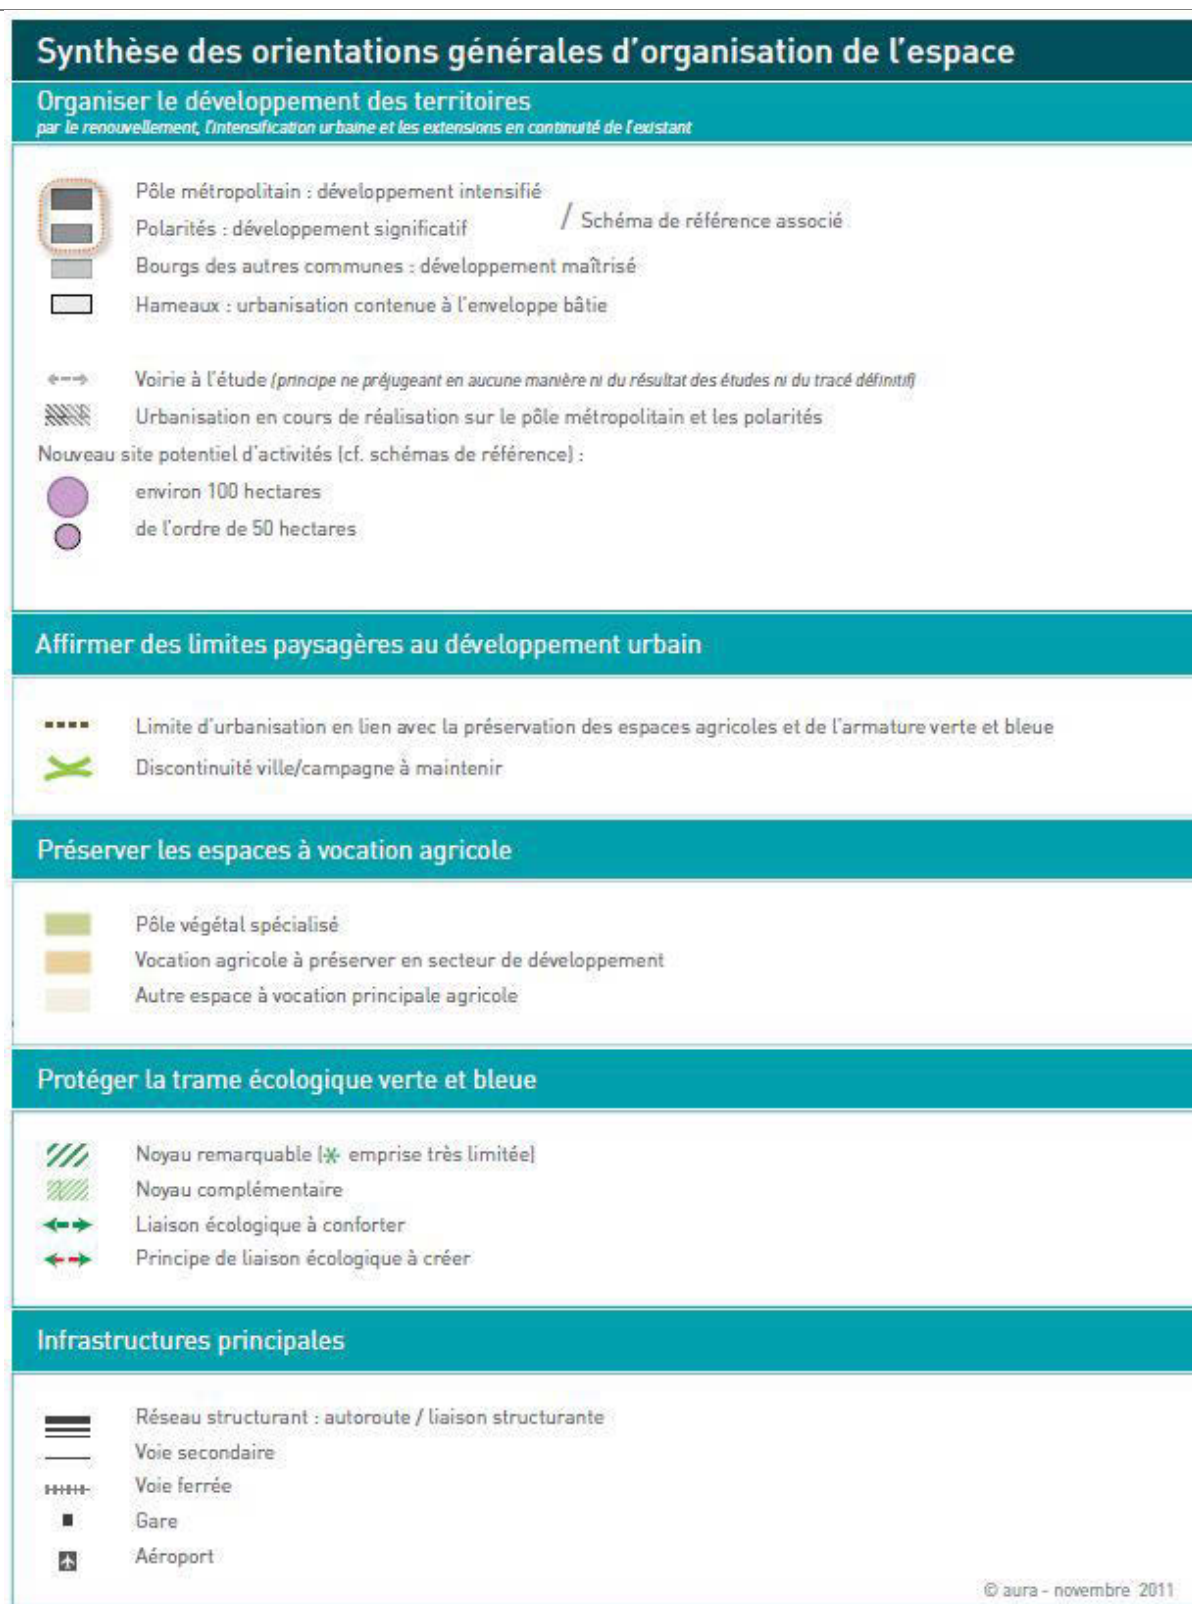 Synthèse des orientations générales d'organisation de l'espace
Organiser le développement des territoires
par le renouvellement, l'intensification urbaine et les extensions en continuité de l'existant
Pôle métropolitain : développement intensifié
/ Schéma de référence associé
Polarités : développement significatif
Bourgs des autres communes : développement maîtrisé
Hameaux : urbanisation contenue à l'enveloppe bâtie
Voirie à l'étude (principe ne préjugeant en aucune manière ni du résultat des études ni du tracé définitif)
Urbanisation en cours de réalisation sur le pôle métropolitain et les polarités
Nouveau site potentiel d'activités (cf. schémas de référence) :
environ 100 hectares
de l'ordre de 50 hectares
Affirmer des limites paysagères au développement urbain
Limite d'urbanisation en lien avec la préservation des espaces agricoles et de l'armature verte et bleue
Discontinuité ville/campagne à maintenir
Préserver les espaces à vocation agricole
Pôle végétal spécialisé
Vocation agricole à préserver en secteur de développement
Autre espace à vocation principale agricole
Protéger la trame écologique verte et bleue
Noyau remarquable (* emprise très limitée)
Noyau complémentaire
Liaison écologique à conforter
Principe de liaison écologique à créer
Infrastructures principales
Réseau structurant : autoroute / liaison structurante
Voie secondaire
Voie ferrée
Gare
Aéroport
© aura - novembre 2011